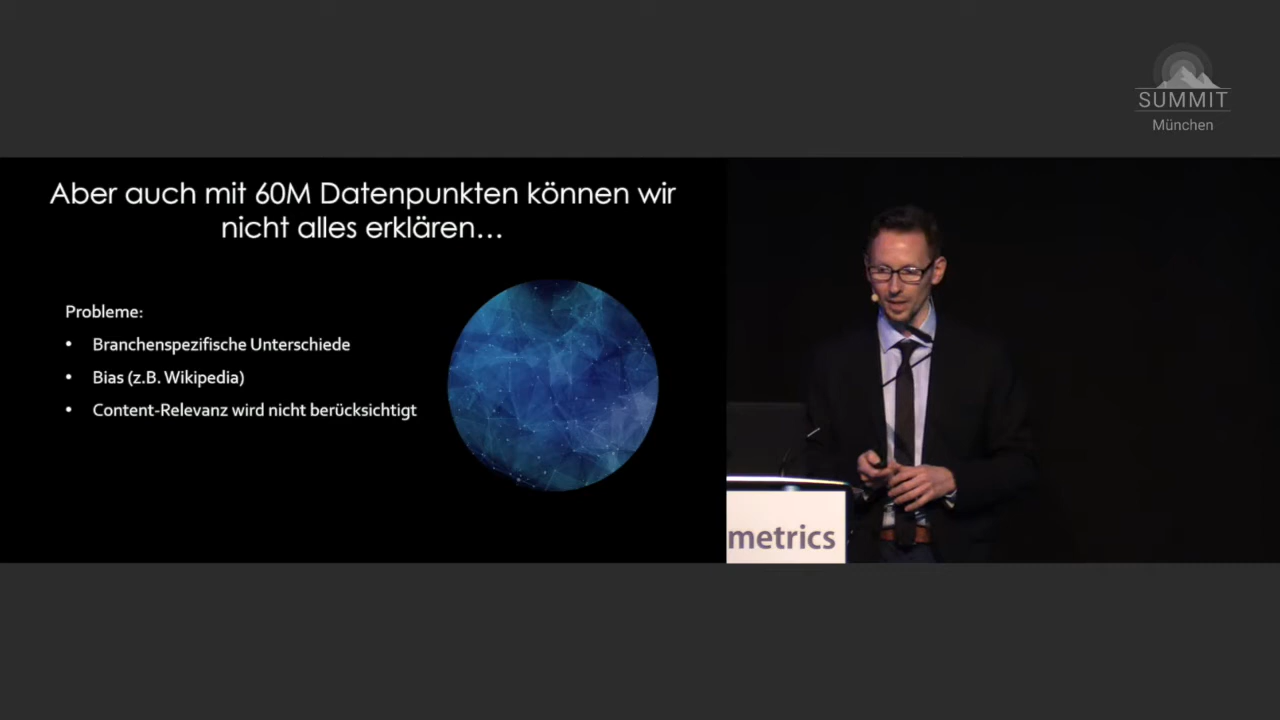 SUMMIT
München
Aber auch mit 60M Datenpunkten können wir
nicht alles erklären…
Probleme:
• Branchenspezifische Unterschiede
• Bias (z.B. Wikipedia)
• Content-Relevanz wird nicht berücksichtigt
metrics